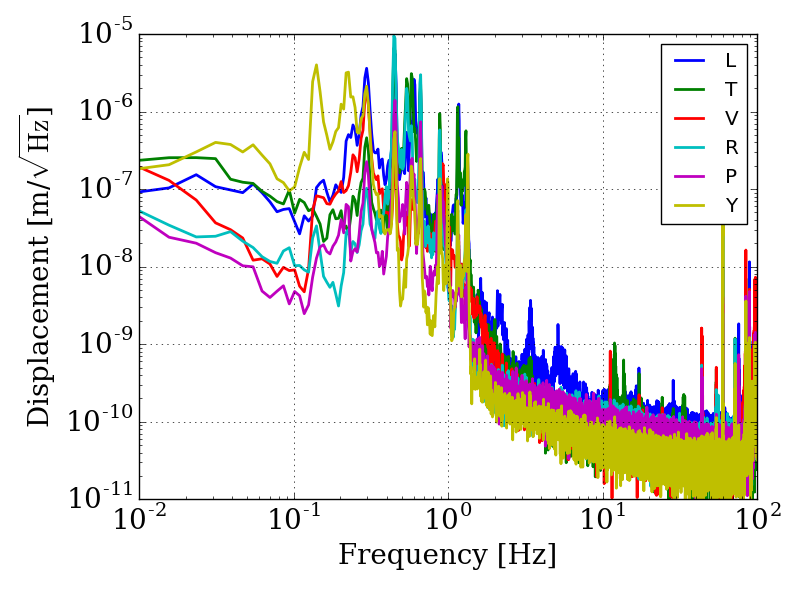 10^-5
10^-6
10^-7
10^-8
10^-9
10^-10
10^-11
Displacement [m/√Hz]
L
T
V
R
P
Y
10^-2 10^-1 10^0 10^1 10^2
Frequency [Hz]